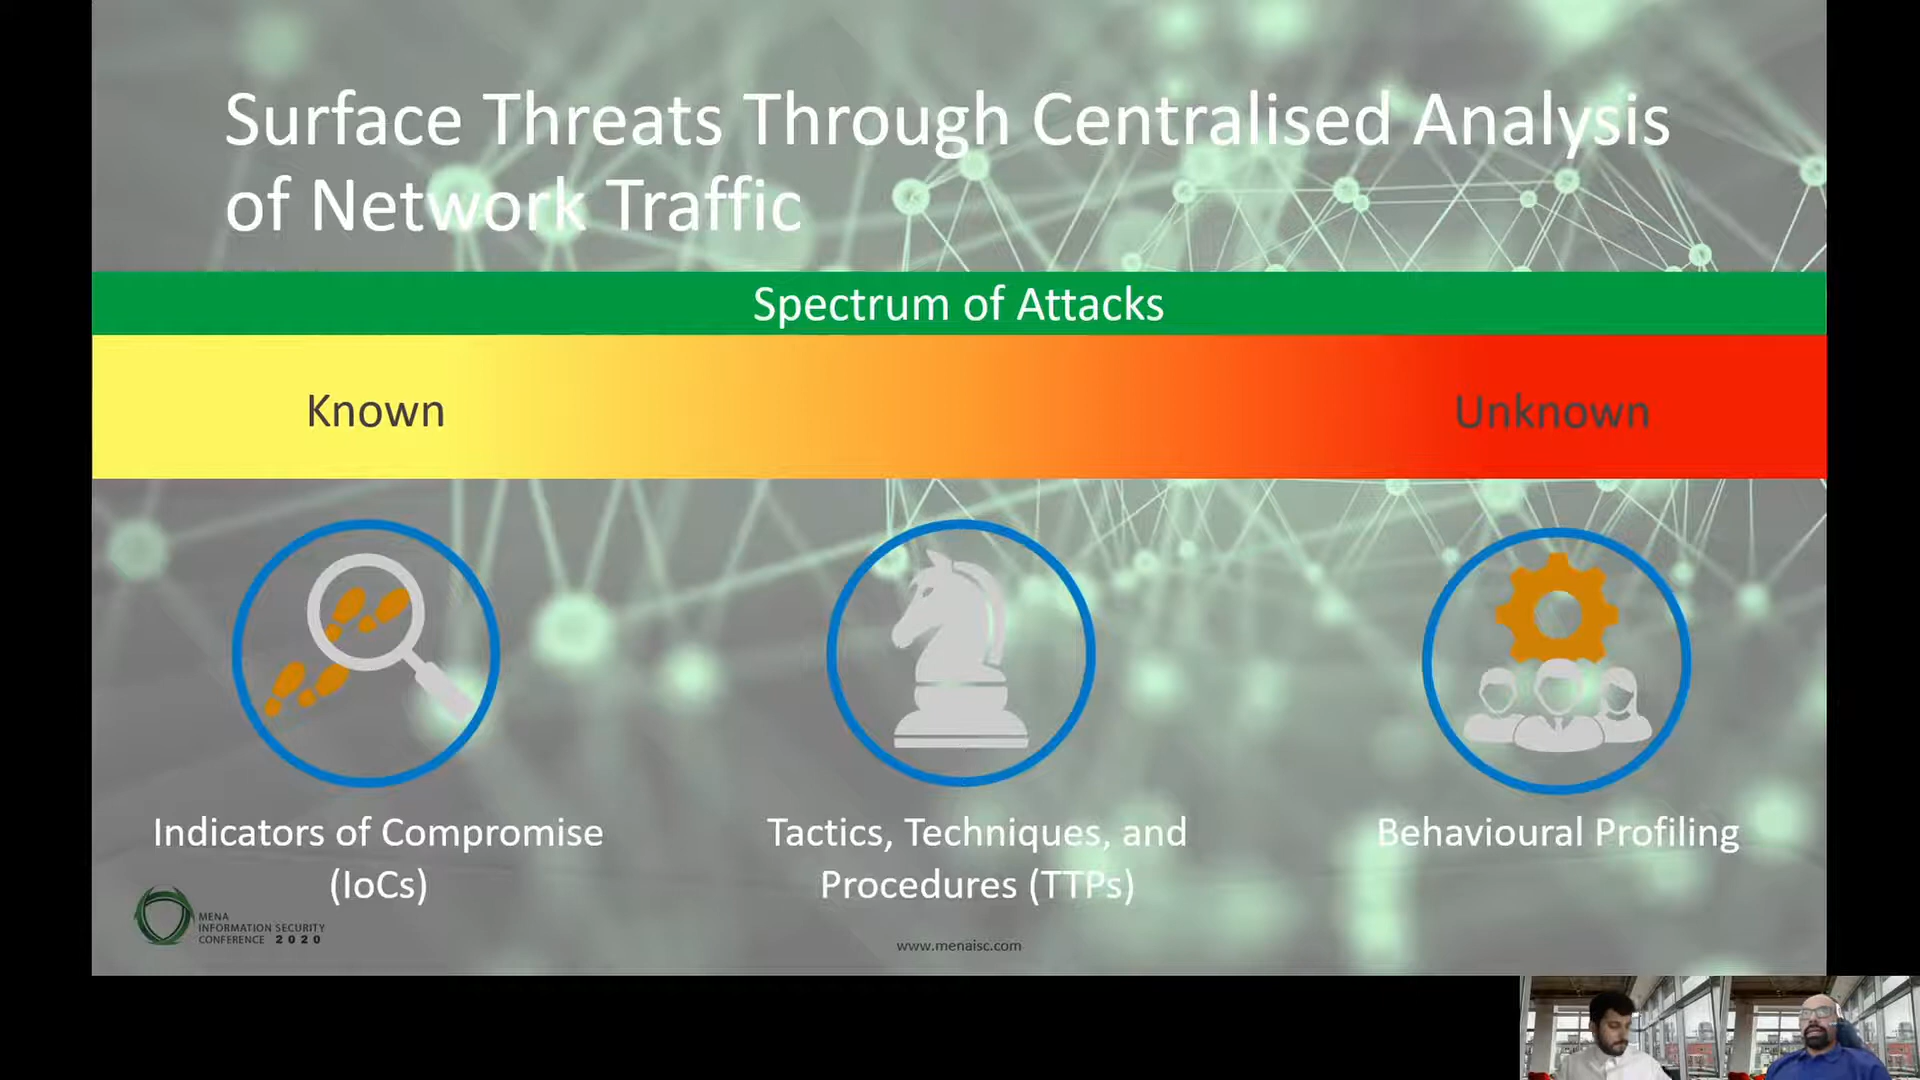 Surface Threats Through Centralised Analysis
of Network Traffic
Spectrum of Attacks
Known
Unknown
Indicators of Compromise
(IoCs)
Tactics, Techniques, and
Procedures (TTPs)
Behavioural Profiling
MENA
INFORMATION SECURITY
CONFERENCE 2020
www.menaisc.com